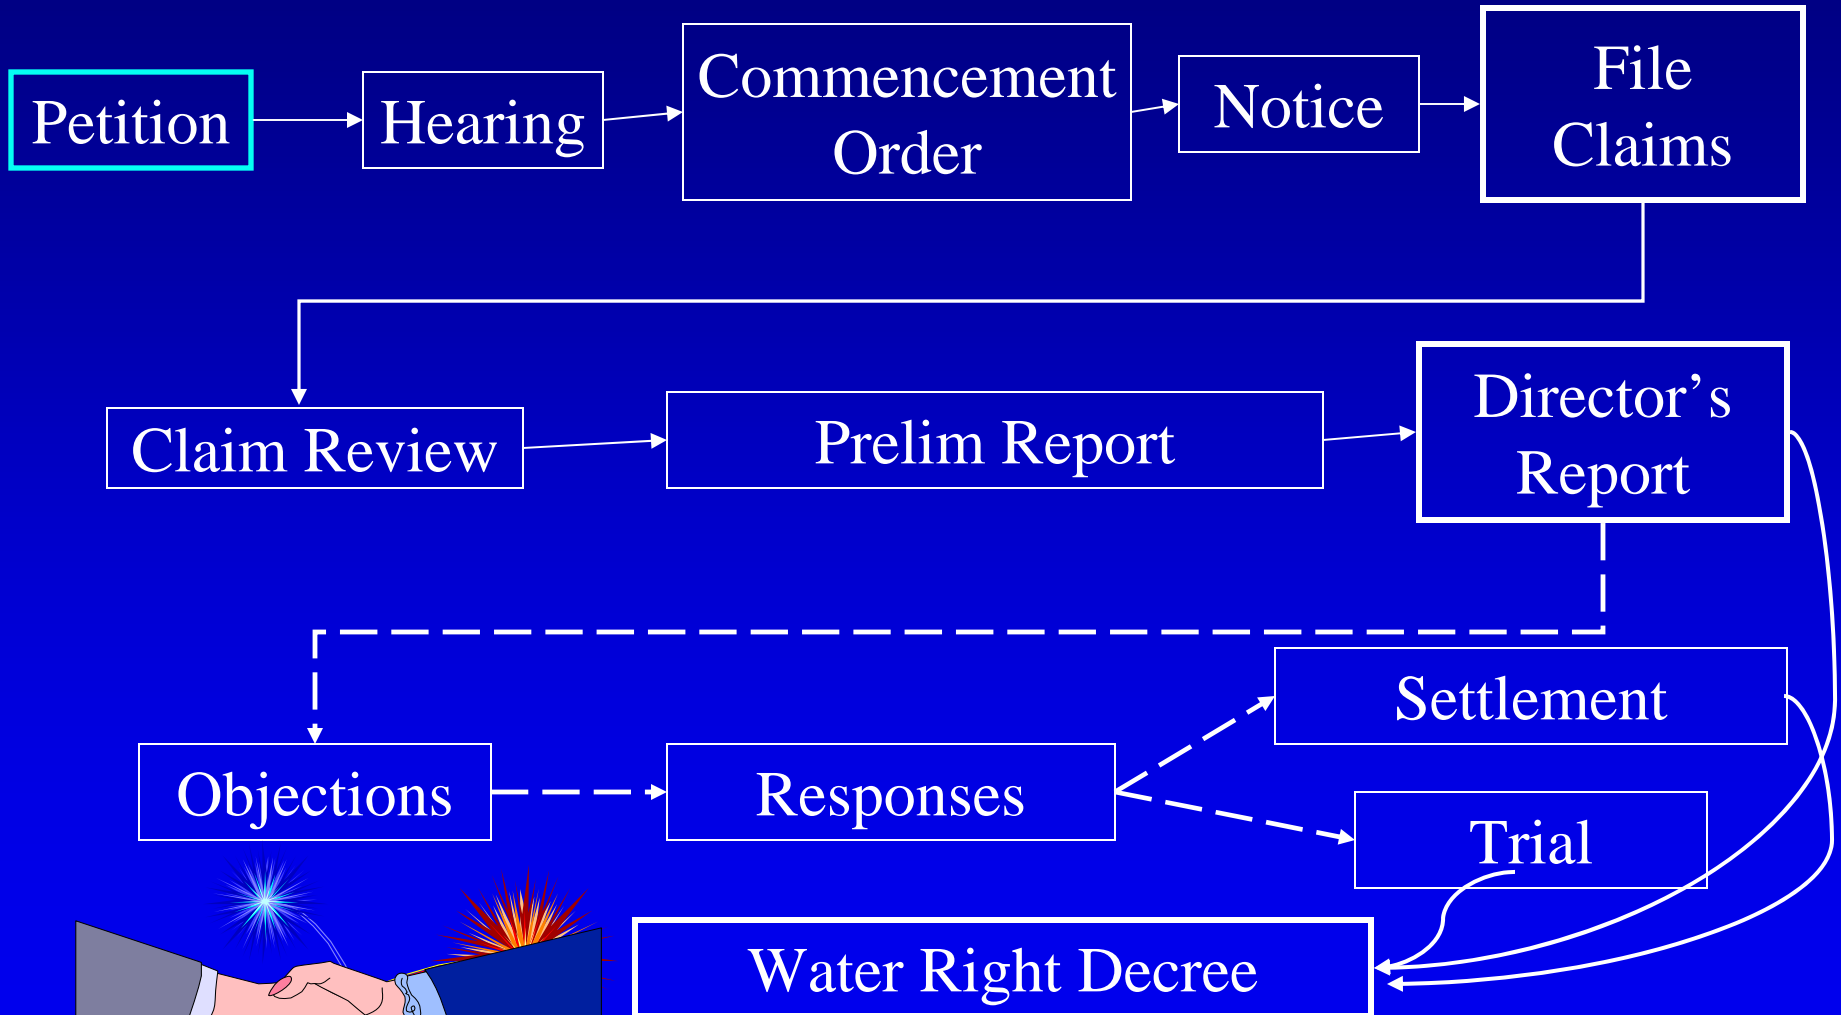 Petition
Hearing
Commencement
Order
Notice
File
Claims
Claim Review
Prelim Report
Director’s
Report
Settlement
Objections
Responses
Trial
Water Right Decree